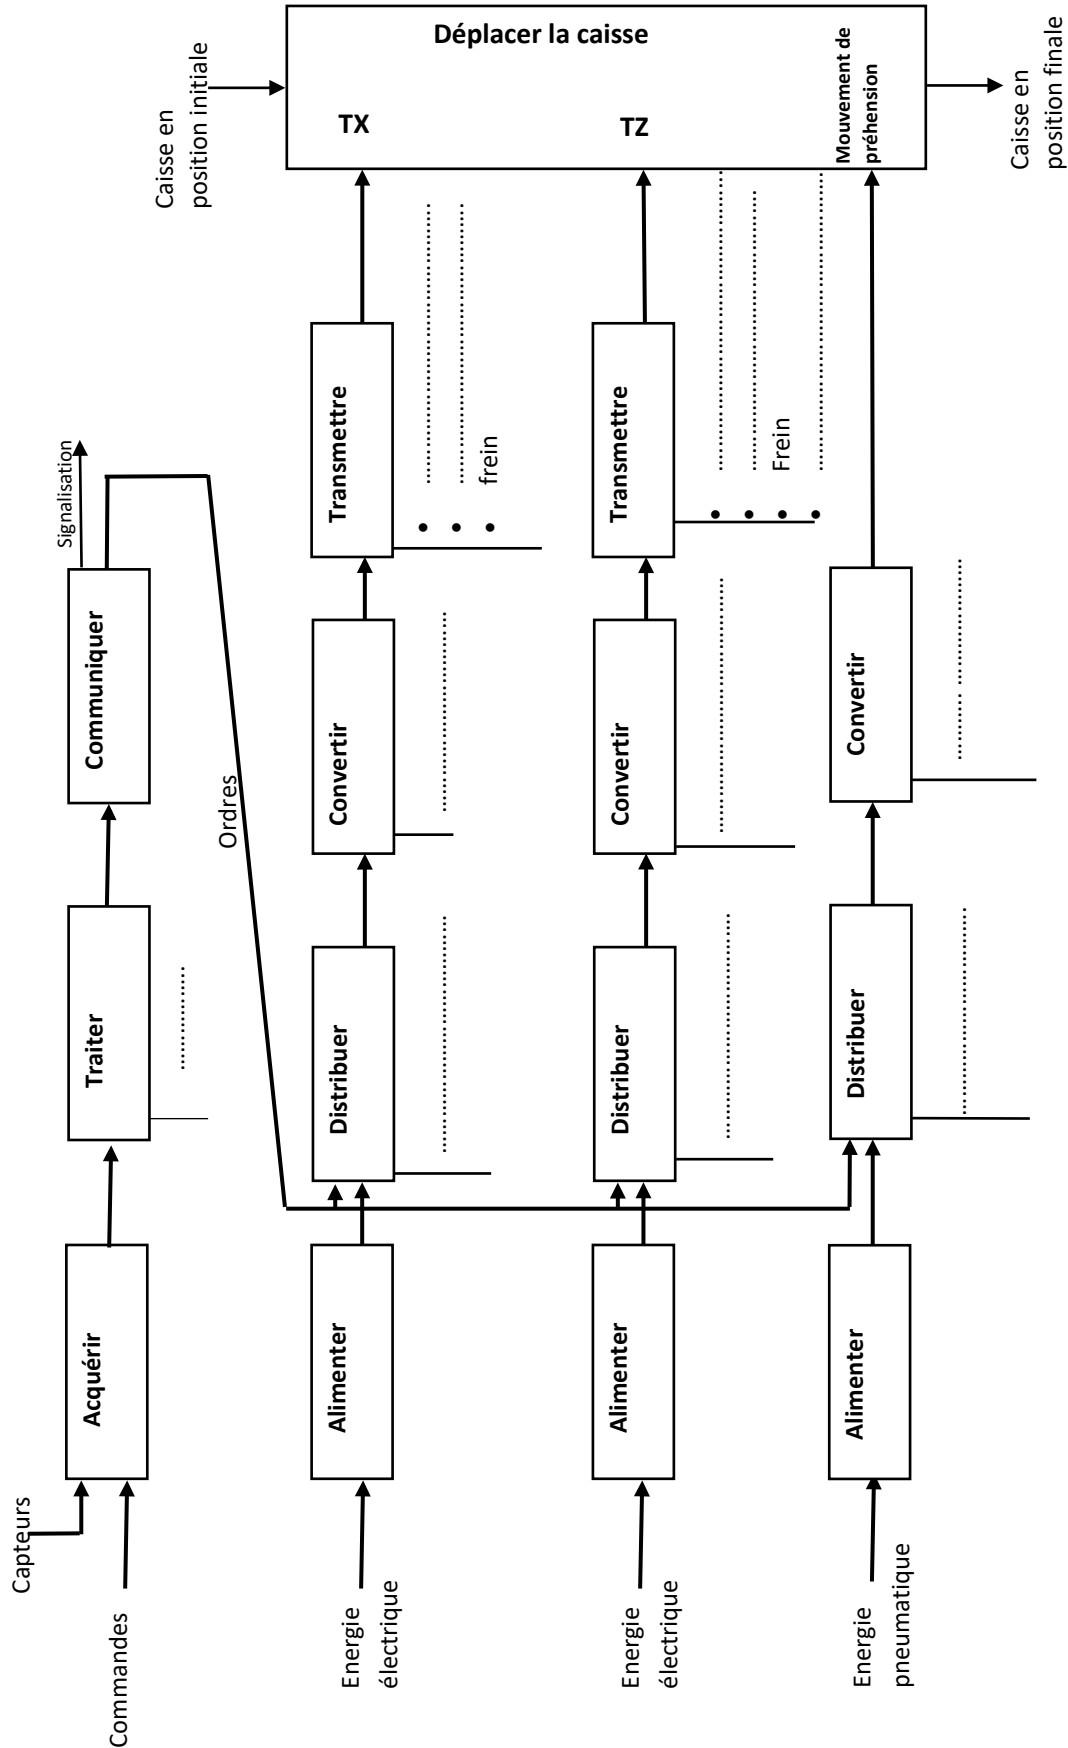 Capteurs
Commandes
Acquérir
Traiter
Communiquer
Signalisation
Ordres
Energie
électrique
Alimenter
Distribuer
Convertir
Transmettre
frein
Energie
électrique
Alimenter
Distribuer
Convertir
Transmettre
Frein
Energie
pneumatique
Alimenter
Distribuer
Convertir
Caisse en
position initiale
Déplacer la caisse
TX
TZ
Mouvement de
préhension
Caisse en
position finale